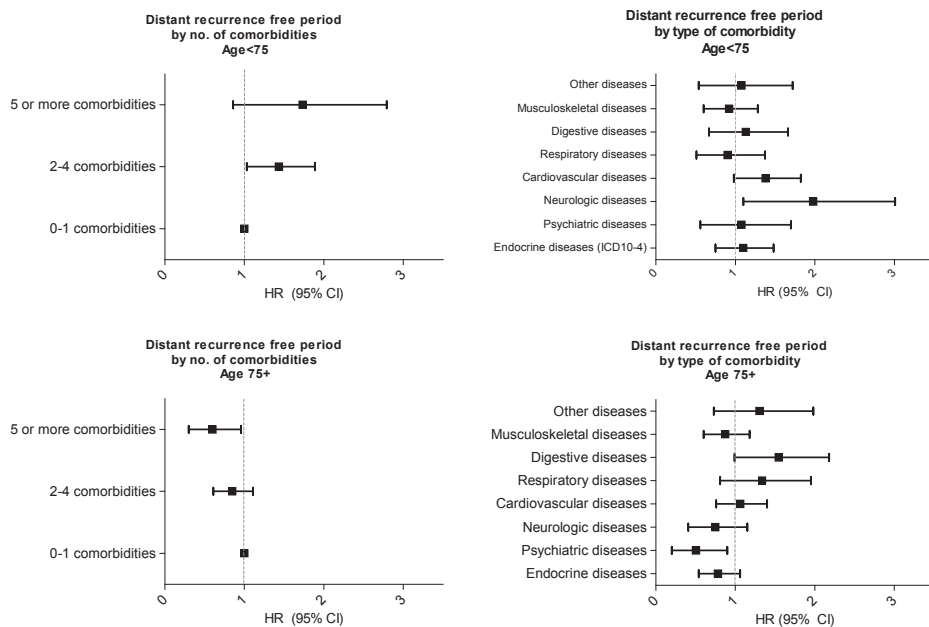 Distant recurrence free period
by no. of comorbidities
Age<75
5 or more comorbidities
2-4 comorbidities
0-1 comorbidities
0
1
2
3
HR (95% CI)
Distant recurrence free period
by type of comorbidity
Age<75
Other diseases
Musculoskeletal diseases
Digestive diseases
Respiratory diseases
Cardiovascular diseases
Neurologic diseases
Psychiatric diseases
Endocrine diseases (ICD10-4)
0
1
2
3
HR (95% CI)
Distant recurrence free period
by no. of comorbidities
Age 75+
5 or more comorbidities
2-4 comorbidities
0-1 comorbidities
0
1
2
3
HR (95% CI)
Distant recurrence free period
by type of comorbidity
Age 75+
Other diseases
Musculoskeletal diseases
Digestive diseases
Respiratory diseases
Cardiovascular diseases
Neurologic diseases
Psychiatric diseases
Endocrine diseases
0
1
2
3
HR (95% CI)